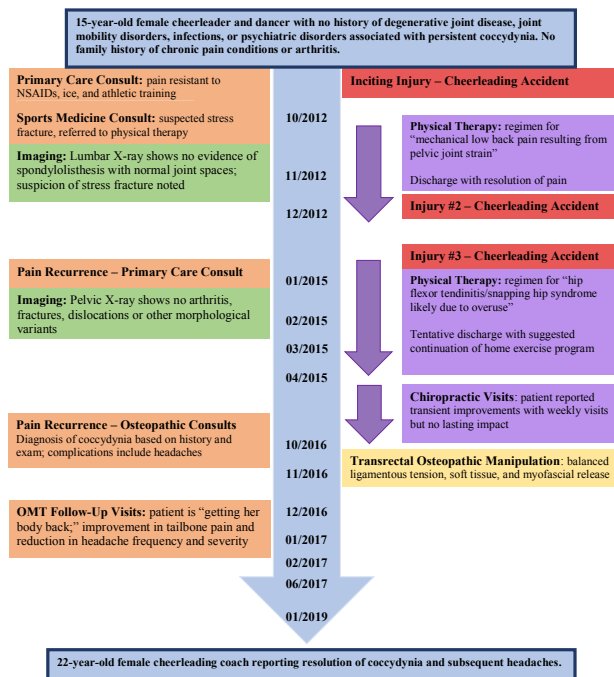 15-year-old female cheerleader and dancer with no history of degenerative joint disease, joint
mobility disorders, infections, or psychiatric disorders associated with persistent coccydynia. No
family history of chronic pain conditions or arthritis.
Primary Care Consult: pain resistant to
NSAIDs, ice, and athletic training
Sports Medicine Consult: suspected stress
fracture, referred to physical therapy
Imaging: Lumbar X-ray shows no evidence of
spondylolisthesis with normal joint spaces;
suspicion of stress fracture noted
Pain Recurrence – Primary Care Consult
Imaging: Pelvic X-ray shows no arthritis,
fractures, dislocations or other morphological
variants
Pain Recurrence – Osteopathic Consults
Diagnosis of coccydynia based on history and
exam; complications include headaches
OMT Follow-Up Visits: patient is “getting her
body back;” improvement in tailbone pain and
reduction in headache frequency and severity
10/2012
11/2012
12/2012
01/2015
02/2015
03/2015
04/2015
10/2016
11/2016
12/2016
01/2017
02/2017
06/2017
01/2019
Inciting Injury – Cheerleading Accident
Physical Therapy: regimen for
“mechanical low back pain resulting from
pelvic joint strain”
Discharge with resolution of pain
Injury #2 – Cheerleading Accident
Injury #3 – Cheerleading Accident
Physical Therapy: regimen for “hip
flexor tendinitis/snapping hip syndrome
likely due to overuse”
Tentative discharge with suggested
continuation of home exercise program
Chiropractic Visits: patient reported
transient improvements with weekly visits
but no lasting impact
Transrectal Osteopathic Manipulation: balanced
ligamentous tension, soft tissue, and myofascial release
22-year-old female cheerleading coach reporting resolution of coccydynia and subsequent headaches.